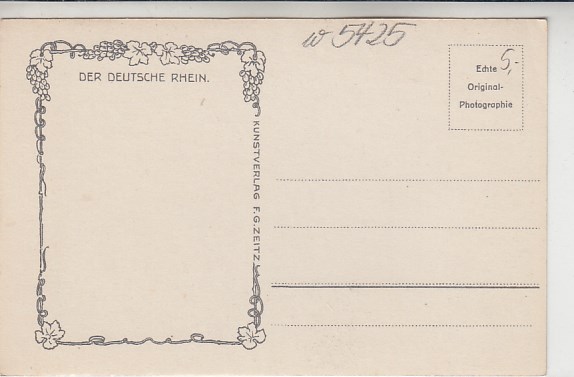 w 5425
DER DEUTSCHE RHEIN.
Echte
Original-
Photographie
5,-
KUNSTVERLAG F.G. ZEITZ